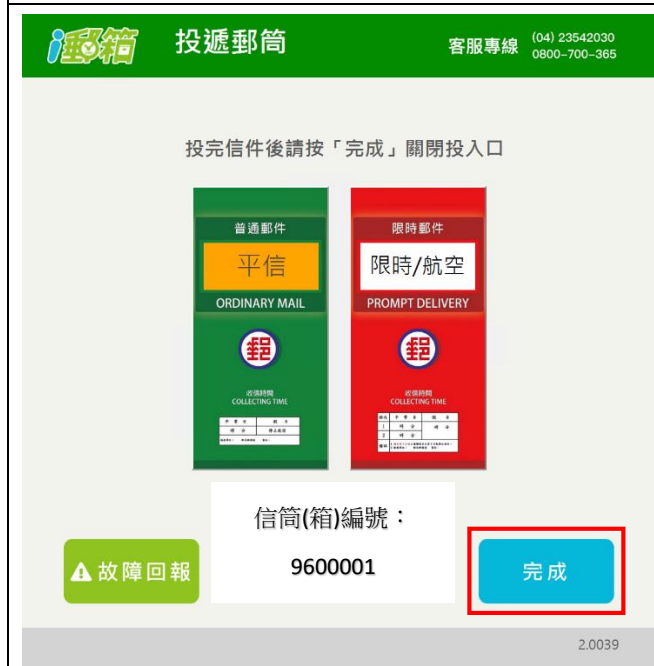 i郵箱
投遞郵筒
客服專線
(04) 23542030
0800-700-365
投完信件後請按「完成」關閉投入口
普通郵件
平信
ORDINARY MAIL
郵
收信時間
COLLECTING TIME
限時郵件
限時/航空
PROMPT DELIVERY
郵
收信時間
COLLECTING TIME
故障回報
信筒(箱)編號：
9600001
完成
2.0039